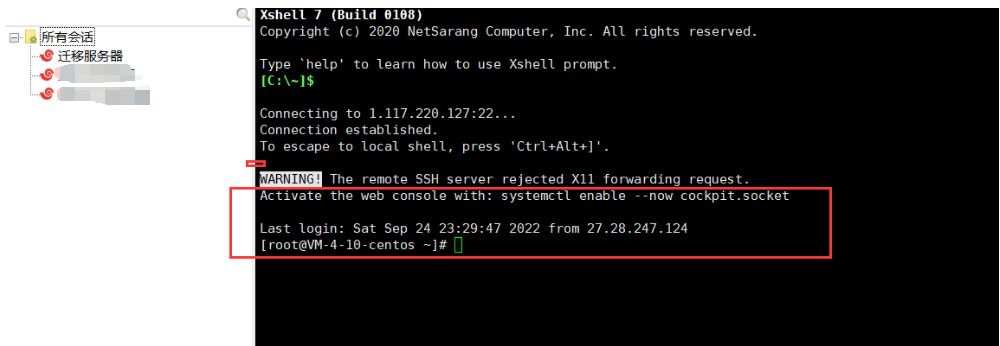 所有会话
迁移服务器
Xshell 7 (Build 0108)
Copyright (c) 2020 NetSarang Computer, Inc. All rights reserved.
Type `help' to learn how to use Xshell prompt.
[C:\~]$
Connecting to 1.117.220.127:22...
Connection established.
To escape to local shell, press 'Ctrl+Alt+]'.
WARNING! The remote SSH server rejected X11 forwarding request.
Activate the web console with: systemctl enable --now cockpit.socket
Last login: Sat Sep 24 23:29:47 2022 from 27.28.247.124
[root@VM-4-10-centos ~]#